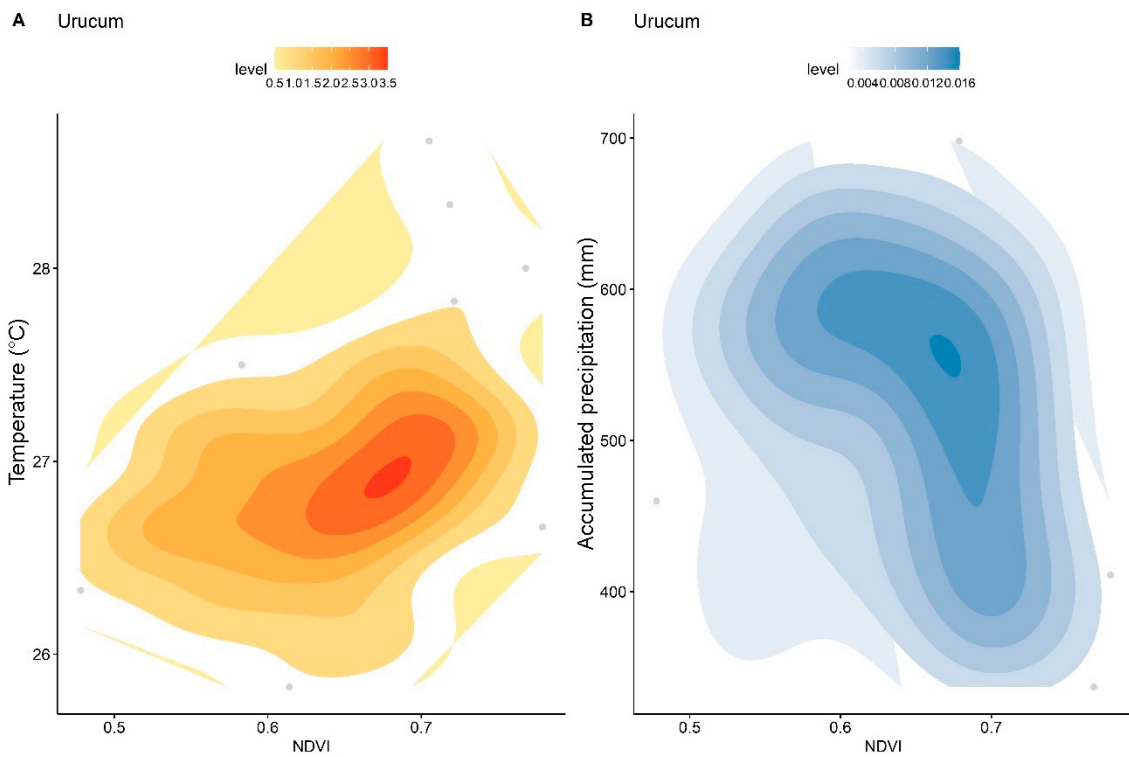 A Urucum
level
0.51.01.52.02.53.03.5
Temperature (°C)
28
27
26
0.5 0.6 0.7
NDVI
B Urucum
level
0.0040.0080.0120.016
Accumulated precipitation (mm)
700
600
500
400
0.5 0.6 0.7
NDVI